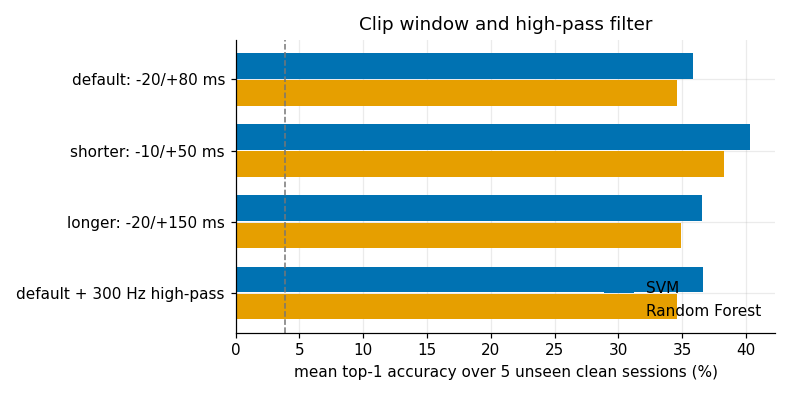 Clip window and high-pass filter
default: -20/+80 ms
shorter: -10/+50 ms
longer: -20/+150 ms
default + 300 Hz high-pass
SVM
Random Forest
0 5 10 15 20 25 30 35 40
mean top-1 accuracy over 5 unseen clean sessions (%)